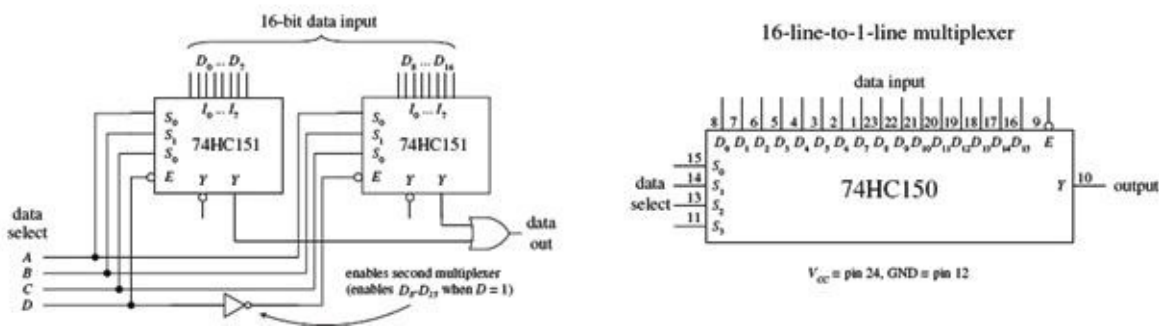 16-bit data input
D₀ ... D₇
D₈ ... D₁₆
I₀ ... I₇
I₀ ... I₇
S₀
S₁
S₀
E
74HC151
Y Y
S₀
S₁
S₀
E
74HC151
Y Y
data
select
A
B
C
D
data
out
enables second multiplexer
(enables D₈-D₁₅ when D = 1)
16-line-to-1-line multiplexer
data input
8 7 6 5 4 3 2 1 23 22 21 20 19 18 17 16 9
D₀ D₁ D₂ D₃ D₄ D₅ D₆ D₇ D₈ D₉ D₁₀ D₁₁ D₁₂ D₁₃ D₁₄ D₁₅ E
15 S₀
data 14 S₁
select 13 S₂
11 S₃
74HC150
Y 10 output
V_CC = pin 24, GND = pin 12